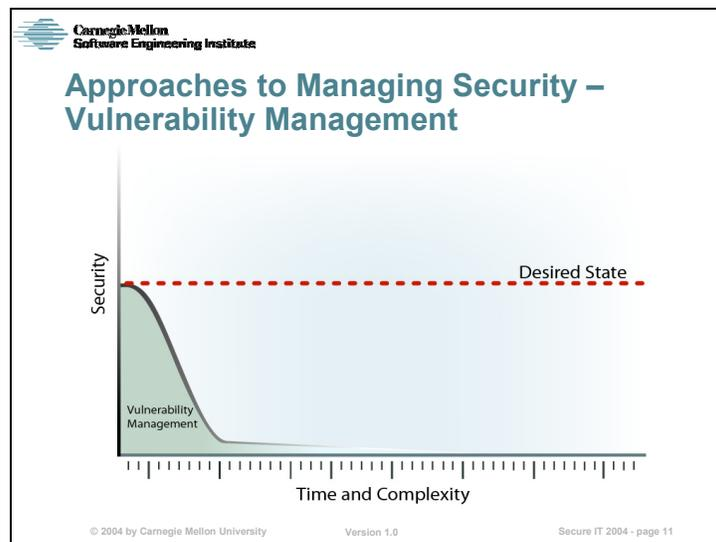 Carnegie Mellon
Software Engineering Institute
Approaches to Managing Security –
Vulnerability Management
Security
Desired State
Vulnerability
Management
Time and Complexity
© 2004 by Carnegie Mellon University
Version 1.0
Secure IT 2004 - page 11